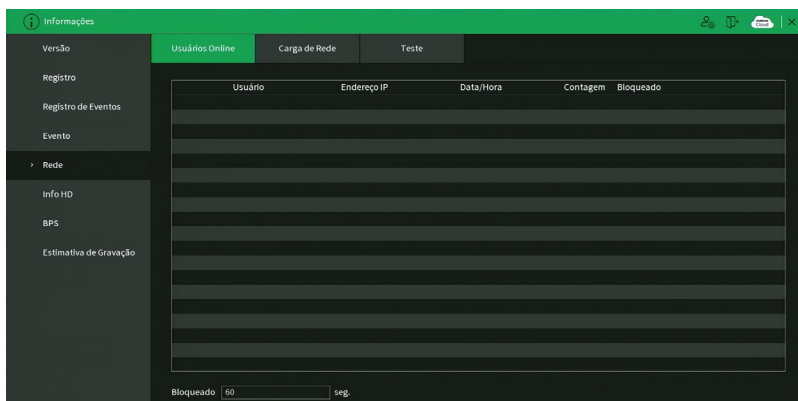 Informações
Cloud
Versão
Usuários Online
Carga de Rede
Teste
Registro
Registro de Eventos
Evento
Rede
Info HD
BPS
Estimativa de Gravação
Usuário Endereço IP Data/Hora Contagem Bloqueado
Bloqueado 60 seg.